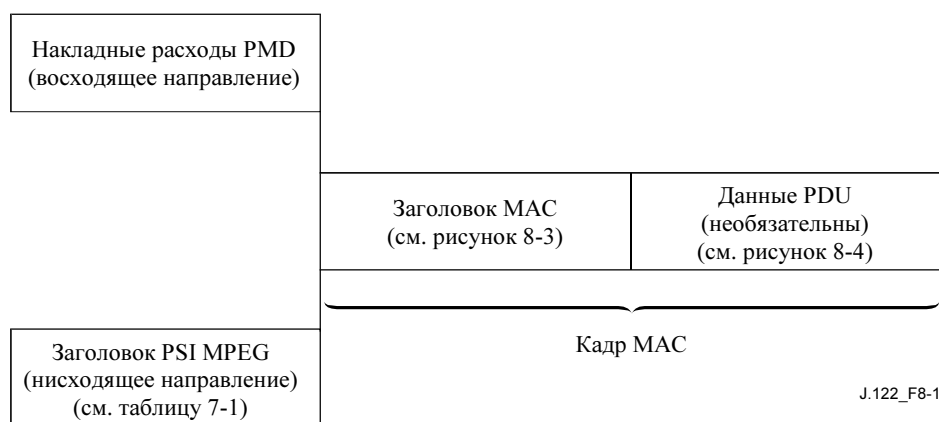 Накладные расходы PMD
(восходящее направление)
Заголовок MAC
(см. рисунок 8-3)
Данные PDU
(необязательны)
(см. рисунок 8-4)
Кадр MAC
Заголовок PSI MPEG
(нисходящее направление)
(см. таблицу 7-1)
J.122_F8-1